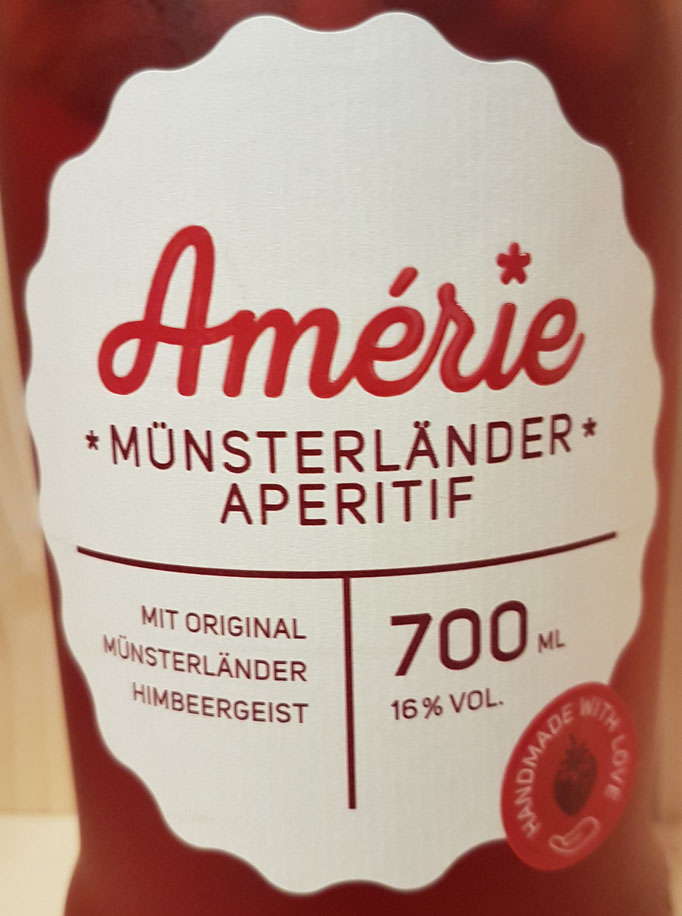 Amérie
*MÜNSTERLÄNDER*
APERITIF
MIT ORIGINAL
MÜNSTERLÄNDER
HIMBEERGEIST
700 ML
16% VOL.
HANDMADE WITH LOVE